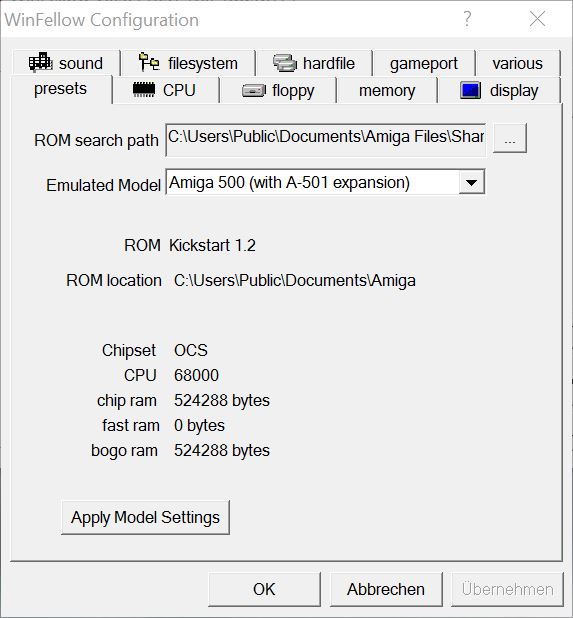 WinFellow Configuration
sound filesystem hardfile gameport various
presets CPU floppy memory display
ROM search path C:\Users\Public\Documents\Amiga Files\Shar ...
Emulated Model Amiga 500 (with A-501 expansion)
ROM Kickstart 1.2
ROM location C:\Users\Public\Documents\Amiga
Chipset OCS
CPU 68000
chip ram 524288 bytes
fast ram 0 bytes
bogo ram 524288 bytes
Apply Model Settings
OK Abbrechen Übernehmen